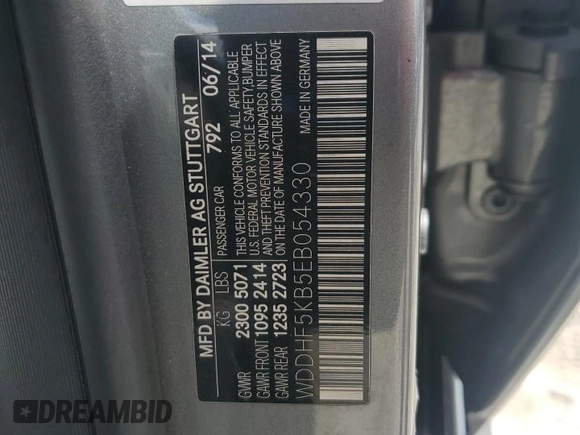 MFD BY DAIMLER AG STUTTGART
KG LBS PASSENGER CAR 792 06/14
GVWR 2300 5071
GAWR FRONT 1095 2414
GAWR REAR 1235 2723
THIS VEHICLE CONFORMS TO ALL APPLICABLE
U.S. FEDERAL MOTOR VEHICLE SAFETY,BUMPER
AND THEFT PREVENTION STANDARDS IN EFFECT
ON THE DATE OF MANUFACTURE SHOWN ABOVE
MADE IN GERMANY
WDDHF5KB5EB054330
DREAMBID